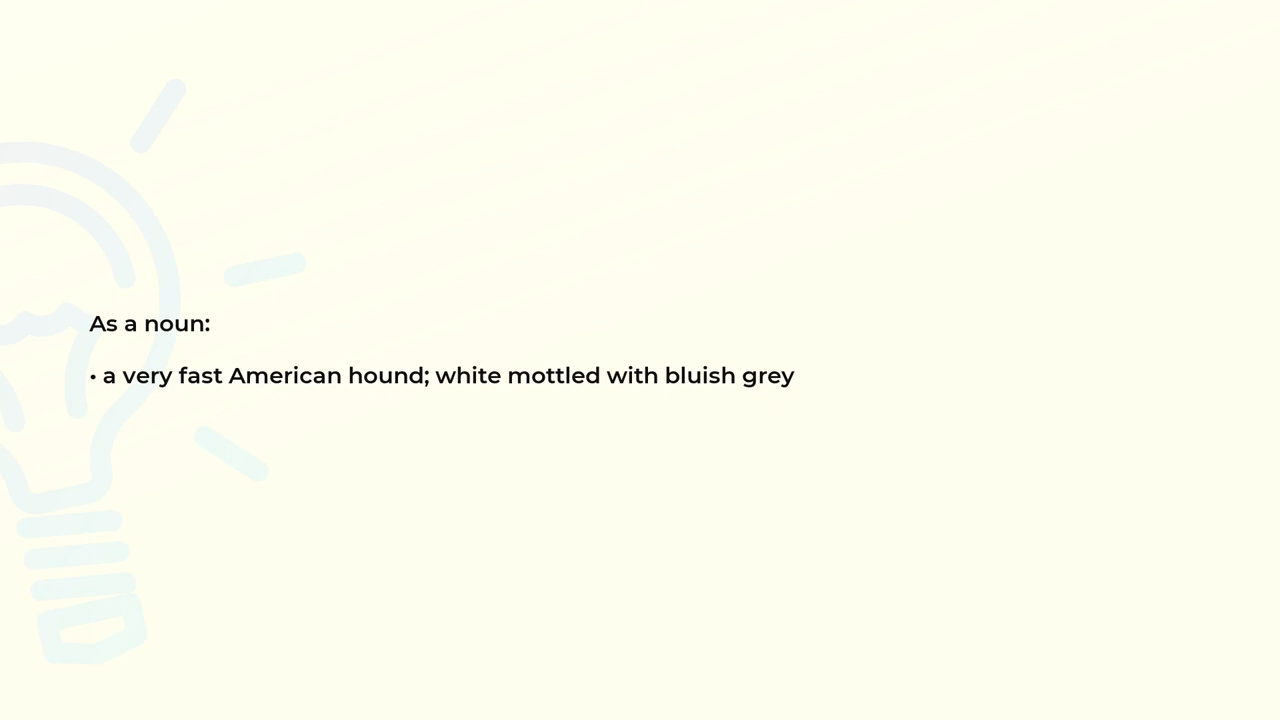 As a noun:
• a very fast American hound; white mottled with bluish grey